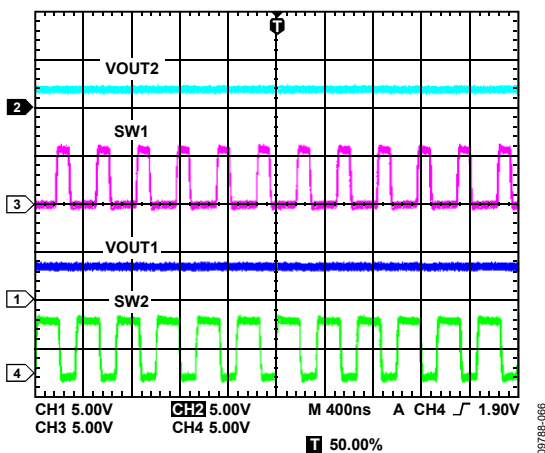 T
VOUT2
2
SW1
3
VOUT1
1
SW2
4
CH1 5.00V CH2 5.00V M 400ns A CH4 1.90V
CH3 5.00V CH4 5.00V
T 50.00%
09788-066